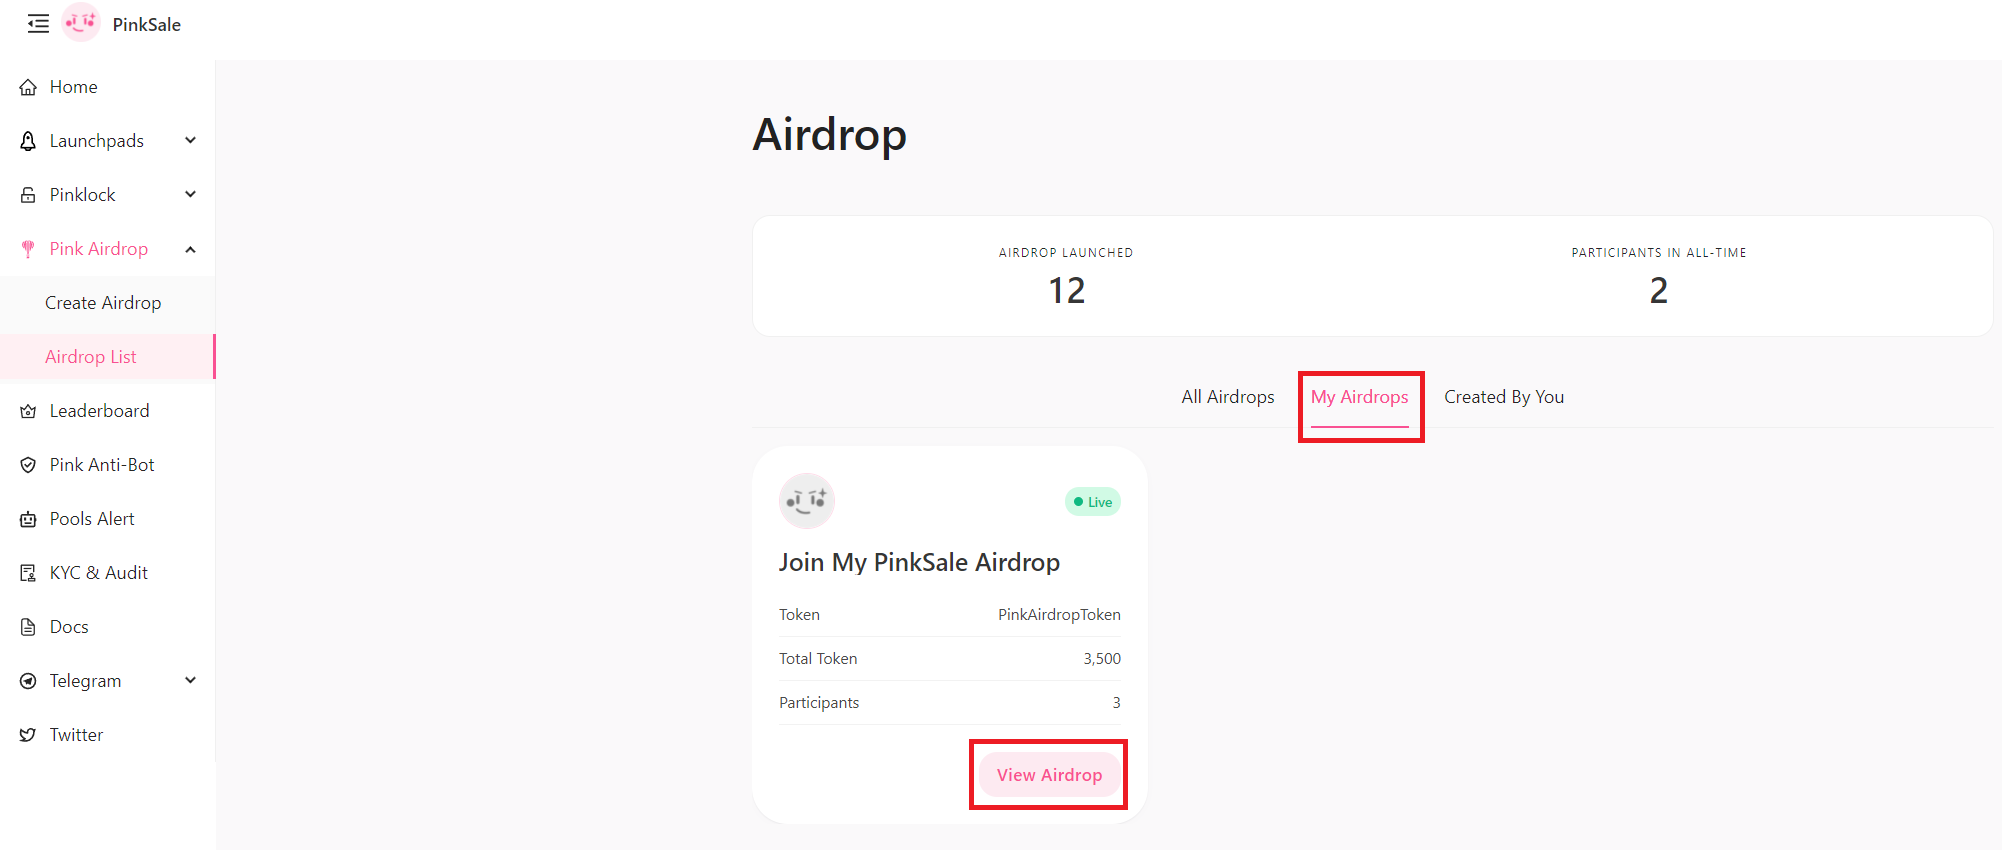 PinkSale
Home
Launchpads
Pinklock
Pink Airdrop
Create Airdrop
Airdrop List
Leaderboard
Pink Anti-Bot
Pools Alert
KYC & Audit
Docs
Telegram
Twitter
Airdrop
AIRDROP LAUNCHED
12
PARTICIPANTS IN ALL-TIME
2
All Airdrops My Airdrops Created By You
Live
Join My PinkSale Airdrop
Token PinkAirdropToken
Total Token 3,500
Participants 3
View Airdrop